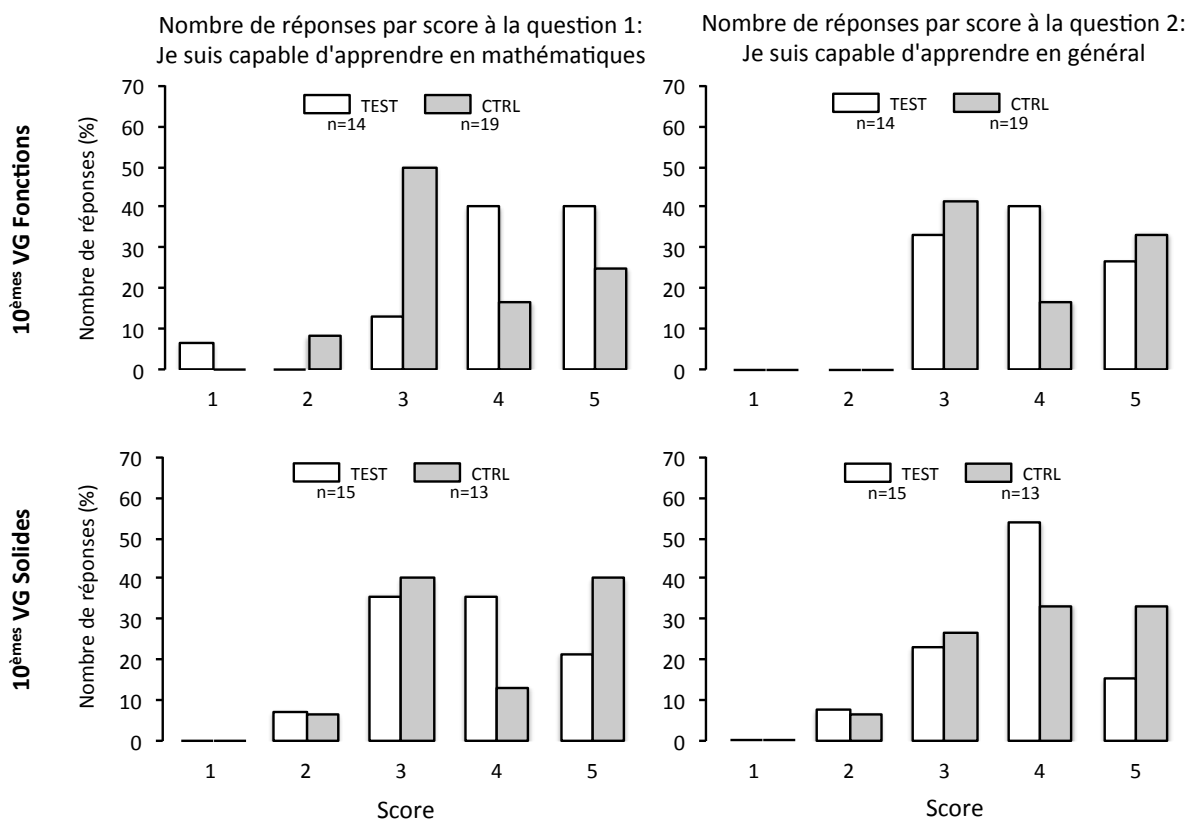 Nombre de réponses par score à la question 1:
Je suis capable d'apprendre en mathématiques
Nombre de réponses par score à la question 2:
Je suis capable d'apprendre en général
10èmes VG Fonctions
Nombre de réponses (%)
70
60
50
40
30
20
10
0
TEST
n=14
CTRL
n=19
1 2 3 4 5
70
60
50
40
30
20
10
0
TEST
n=14
CTRL
n=19
1 2 3 4 5
10èmes VG Solides
Nombre de réponses (%)
70
60
50
40
30
20
10
0
TEST
n=15
CTRL
n=13
1 2 3 4 5
Score
70
60
50
40
30
20
10
0
TEST
n=15
CTRL
n=13
1 2 3 4 5
Score